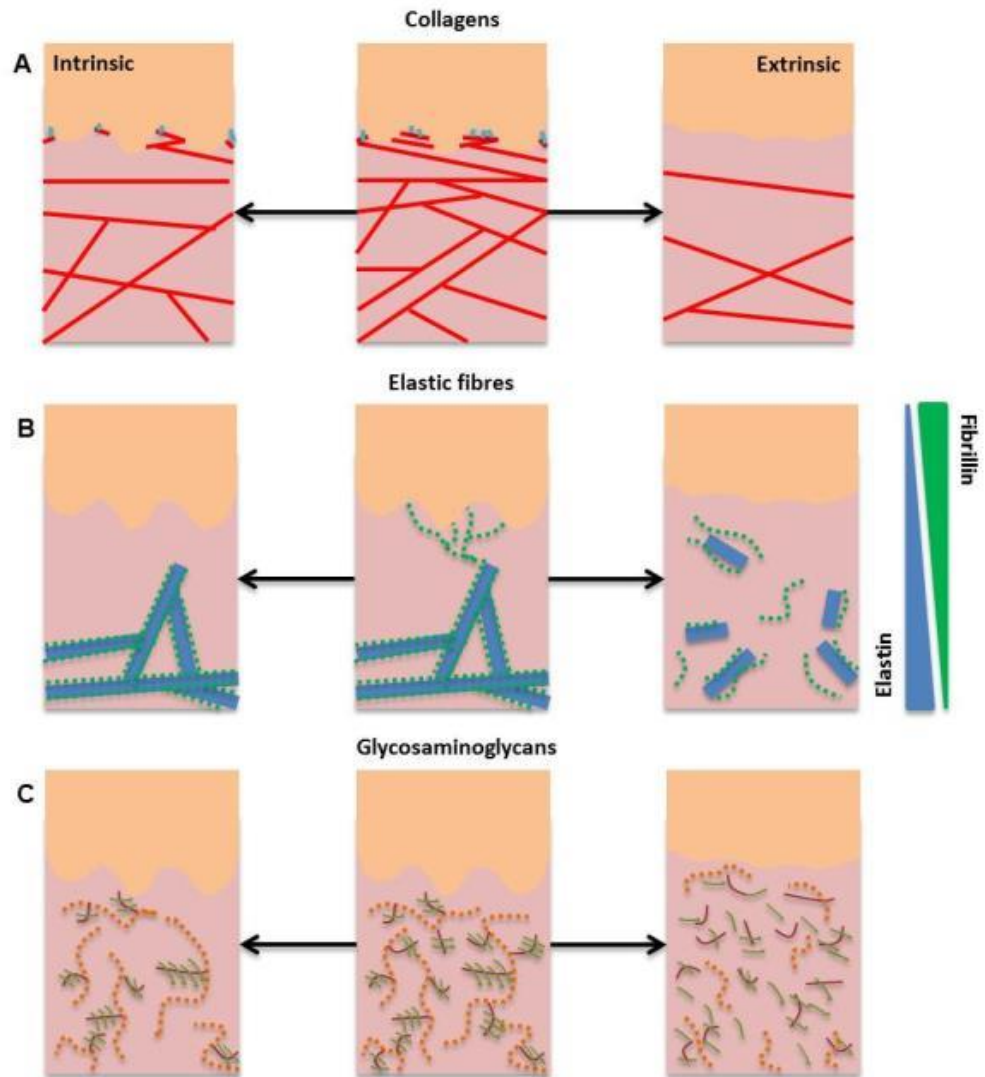 Collagens
A
Intrinsic
Extrinsic
Elastic fibres
B
Fibrillin
Elastin
Glycosaminoglycans
C